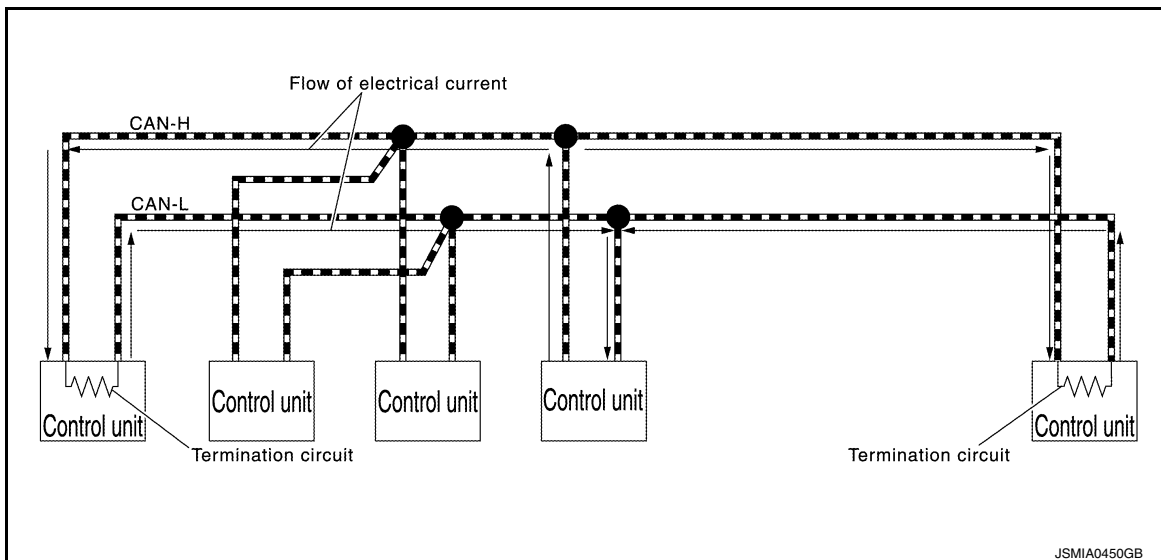 Flow of electrical current
CAN-H
CAN-L
Control unit
Control unit
Control unit
Control unit
Control unit
Termination circuit
Termination circuit
JSMIA0450GB